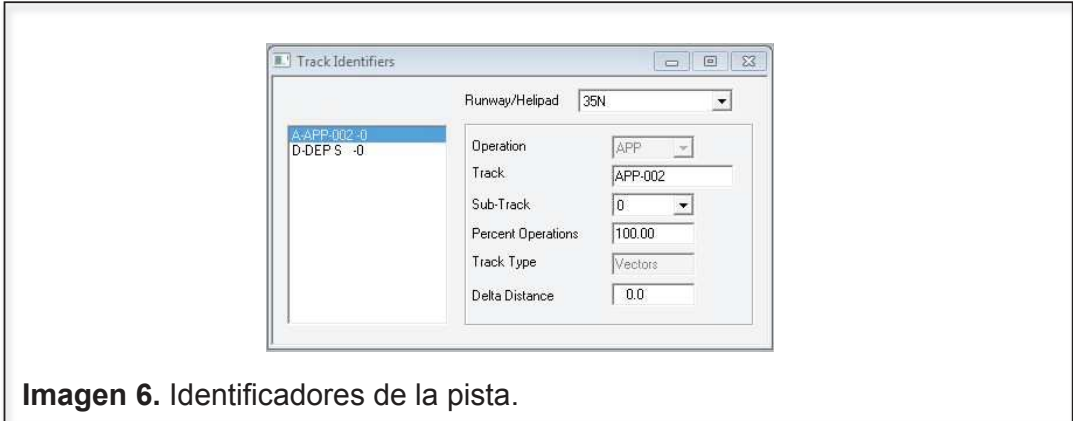 Track Identifiers
Runway/Helipad 35N
A-APP-002 -0
D-DEP S -0
Operation APP
Track APP-002
Sub-Track 0
Percent Operations 100.00
Track Type Vectors
Delta Distance 0.0
Imagen 6. Identificadores de la pista.